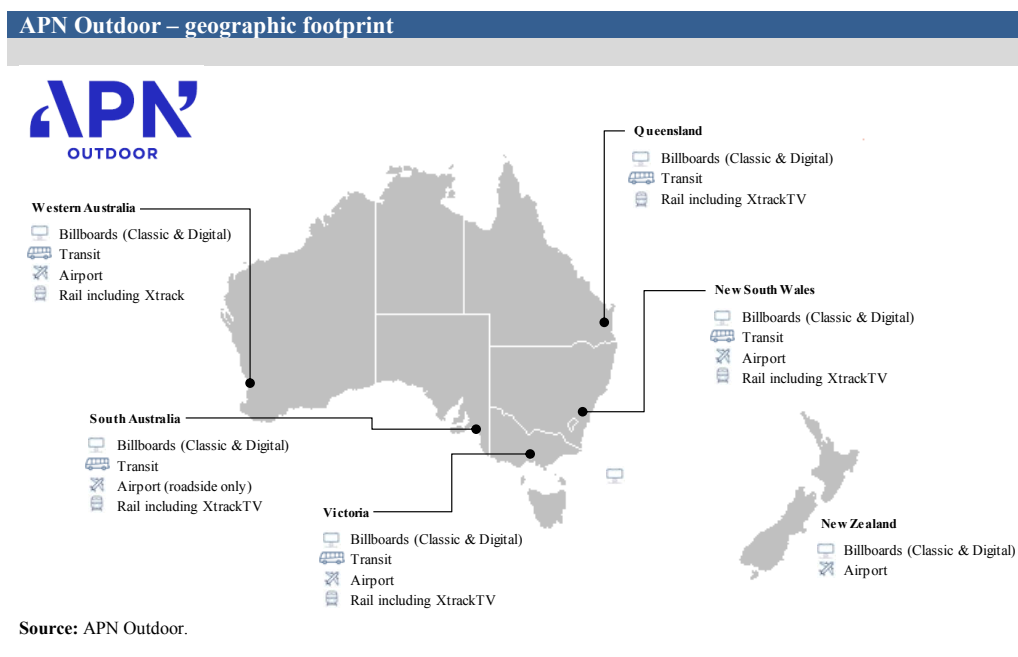 APN Outdoor – geographic footprint
APN
OUTDOOR
Queensland
Billboards (Classic & Digital)
Transit
Rail including XtrackTV
Western Australia
Billboards (Classic & Digital)
Transit
Airport
Rail including Xtrack
New South Wales
Billboards (Classic & Digital)
Transit
Airport
Rail including XtrackTV
South Australia
Billboards (Classic & Digital)
Transit
Airport (roadside only)
Rail including XtrackTV
Victoria
Billboards (Classic & Digital)
Transit
Airport
Rail including XtrackTV
New Zealand
Billboards (Classic & Digital)
Airport
Source: APN Outdoor.